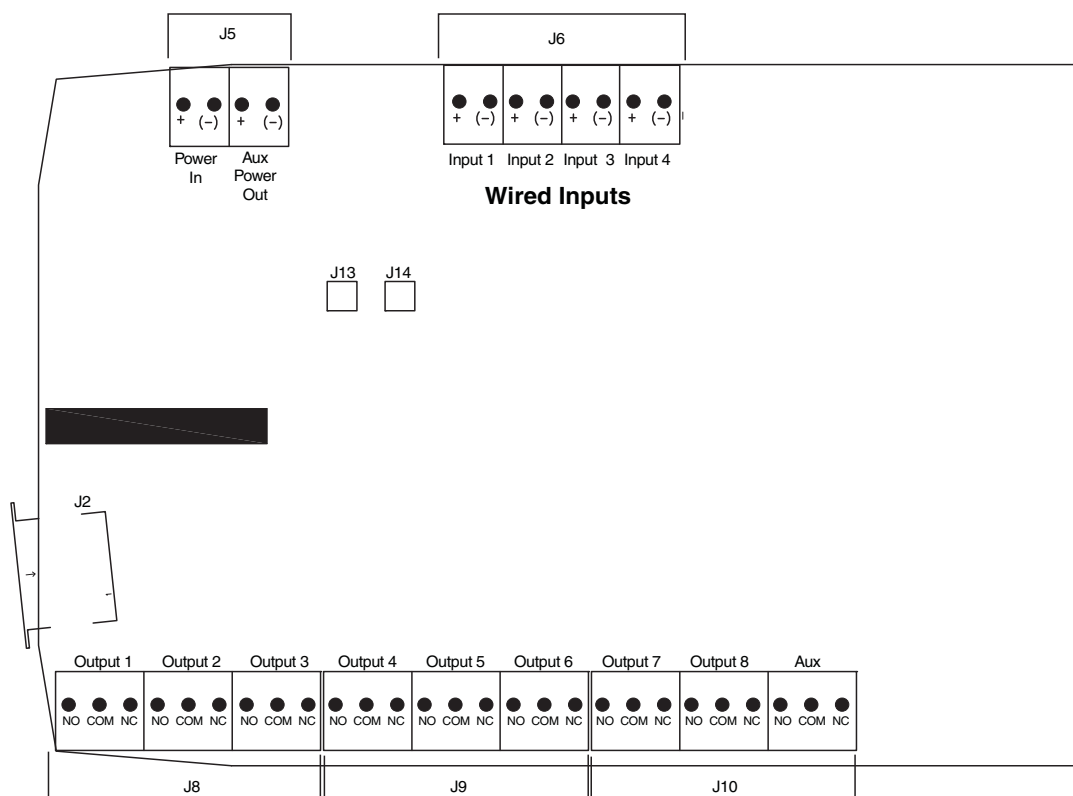 J5
J6
+ (–) + (–)
+ (–) + (–) + (–) + (–)
Power In
Aux Power Out
Input 1 Input 2 Input 3 Input 4
Wired Inputs
J13 J14
J2
Output 1 Output 2 Output 3 Output 4 Output 5 Output 6 Output 7 Output 8 Aux
NO COM NC NO COM NC NO COM NC NO COM NC NO COM NC NO COM NC NO COM NC NO COM NC NO COM NC
J8 J9 J10